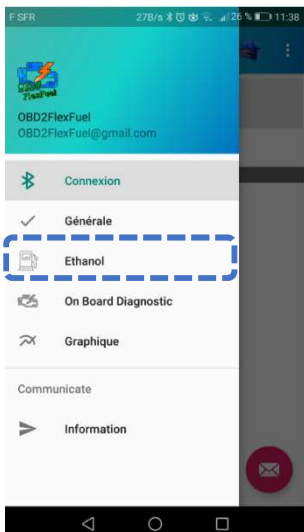 F SFR 27B/s 26 % 11:38
OBD2
FlexFuel
OBD2FlexFuel
OBD2FlexFuel@gmail.com
Connexion
Générale
Ethanol
On Board Diagnostic
Graphique
Communicate
Information